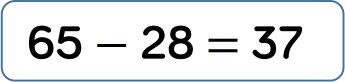 65 − 28 = 37